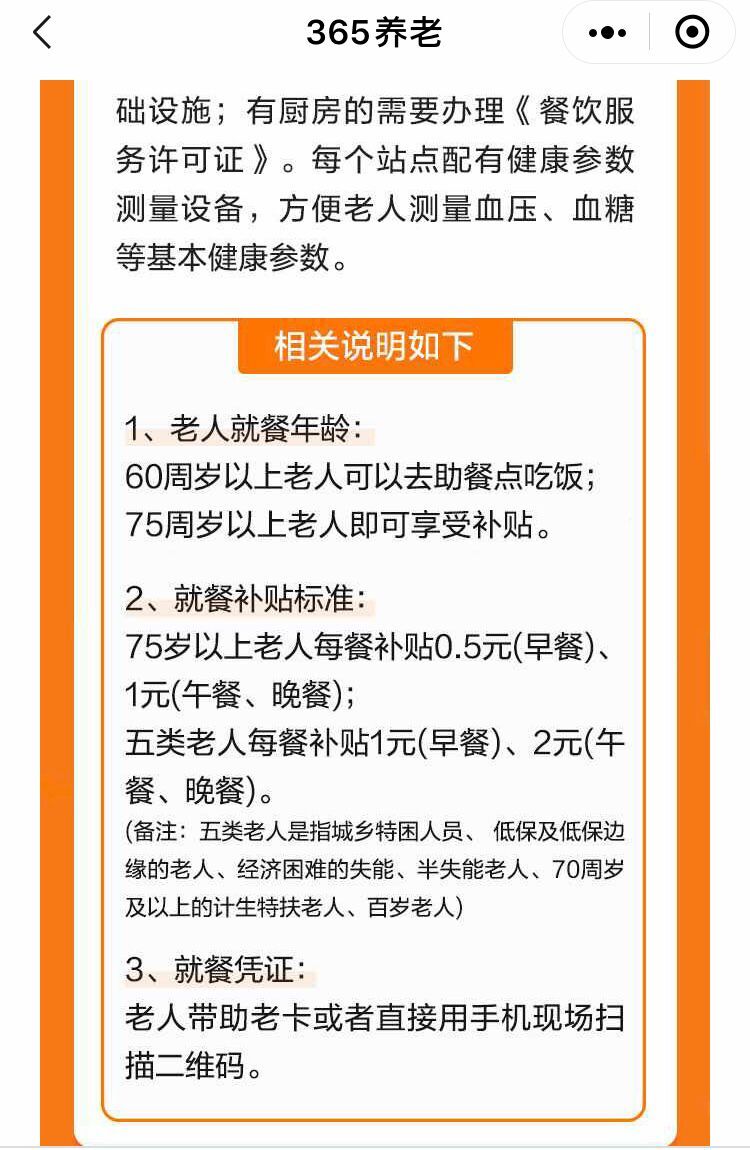 365养老
础设施；有厨房的需要办理《餐饮服
务许可证》。每个站点配有健康参数
测量设备，方便老人测量血压、血糖
等基本健康参数。
相关说明如下
1、老人就餐年龄：
60周岁以上老人可以去助餐点吃饭；
75周岁以上老人即可享受补贴。
2、就餐补贴标准：
75岁以上老人每餐补贴0.5元(早餐)、
1元(午餐、晚餐)；
五类老人每餐补贴1元(早餐)、2元(午
餐、晚餐)。
(备注：五类老人是指城乡特困人员、 低保及低保边
缘的老人、经济困难的失能、半失能老人、70周岁
及以上的计生特扶老人、百岁老人)
3、就餐凭证：
老人带助老卡或者直接用手机现场扫
描二维码。